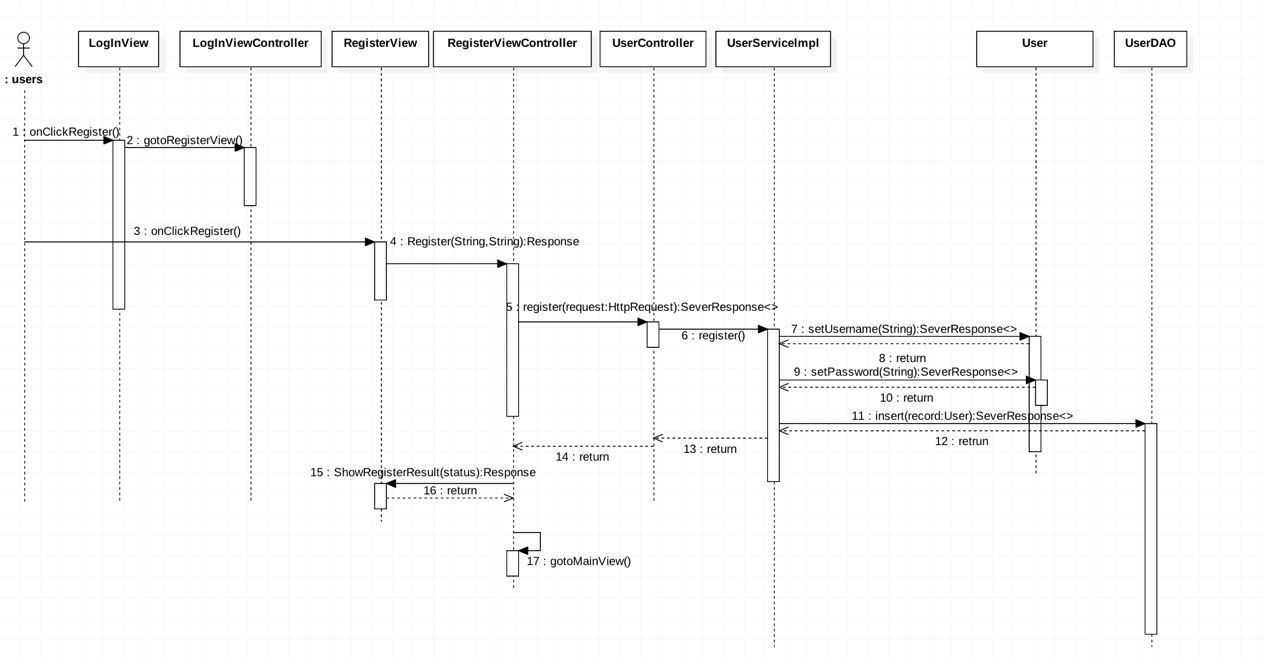 LogInView
LogInViewController
RegisterView
RegisterViewController
UserController
UserServiceImpl
User
UserDAO
: users
1 : onClickRegister()
2 : gotoRegisterView()
3 : onClickRegister()
4 : Register(String,String):Response
5 : register(request:HttpRequest):SeverResponse<>
6 : register()
7 : setUsername(String):SeverResponse<>
8 : return
9 : setPassword(String):SeverResponse<>
10 : return
11 : insert(record:User):SeverResponse<>
12 : retrun
13 : return
14 : return
15 : ShowRegisterResult(status):Response
16 : return
17 : gotoMainView()